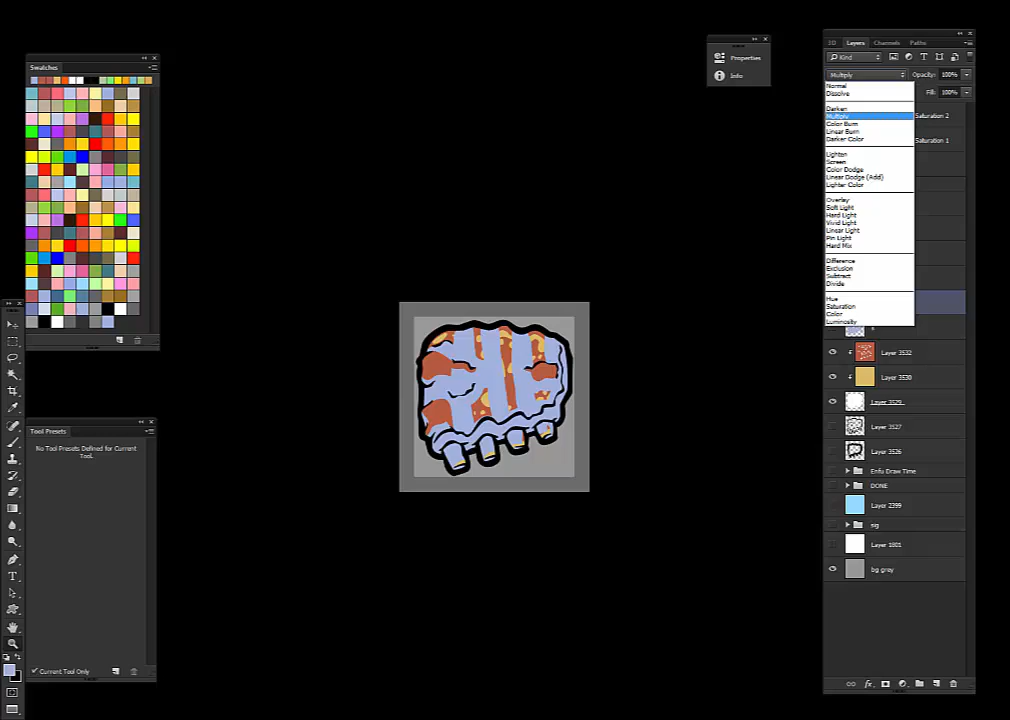 Swatches
Properties
Info
3D Layers Channels Paths
Kind
Multiply Opacity: 100%
Fill: 100%
Normal
Dissolve
Darken
Multiply
Color Burn
Linear Burn
Darker Color
Lighten
Screen
Color Dodge
Linear Dodge (Add)
Lighter Color
Overlay
Soft Light
Hard Light
Vivid Light
Linear Light
Pin Light
Hard Mix
Difference
Exclusion
Subtract
Divide
Hue
Saturation
Color
Luminosity
Saturation 2
Saturation 1
Layer 3532
Layer 3530
Layer 3529
Layer 3527
Layer 3526
Enfu Draw Time
DONE
Layer 2399
sig
Layer 1801
bg grey
Tool Presets
No Tool Presets Defined for Current
Tool.
Current Tool Only